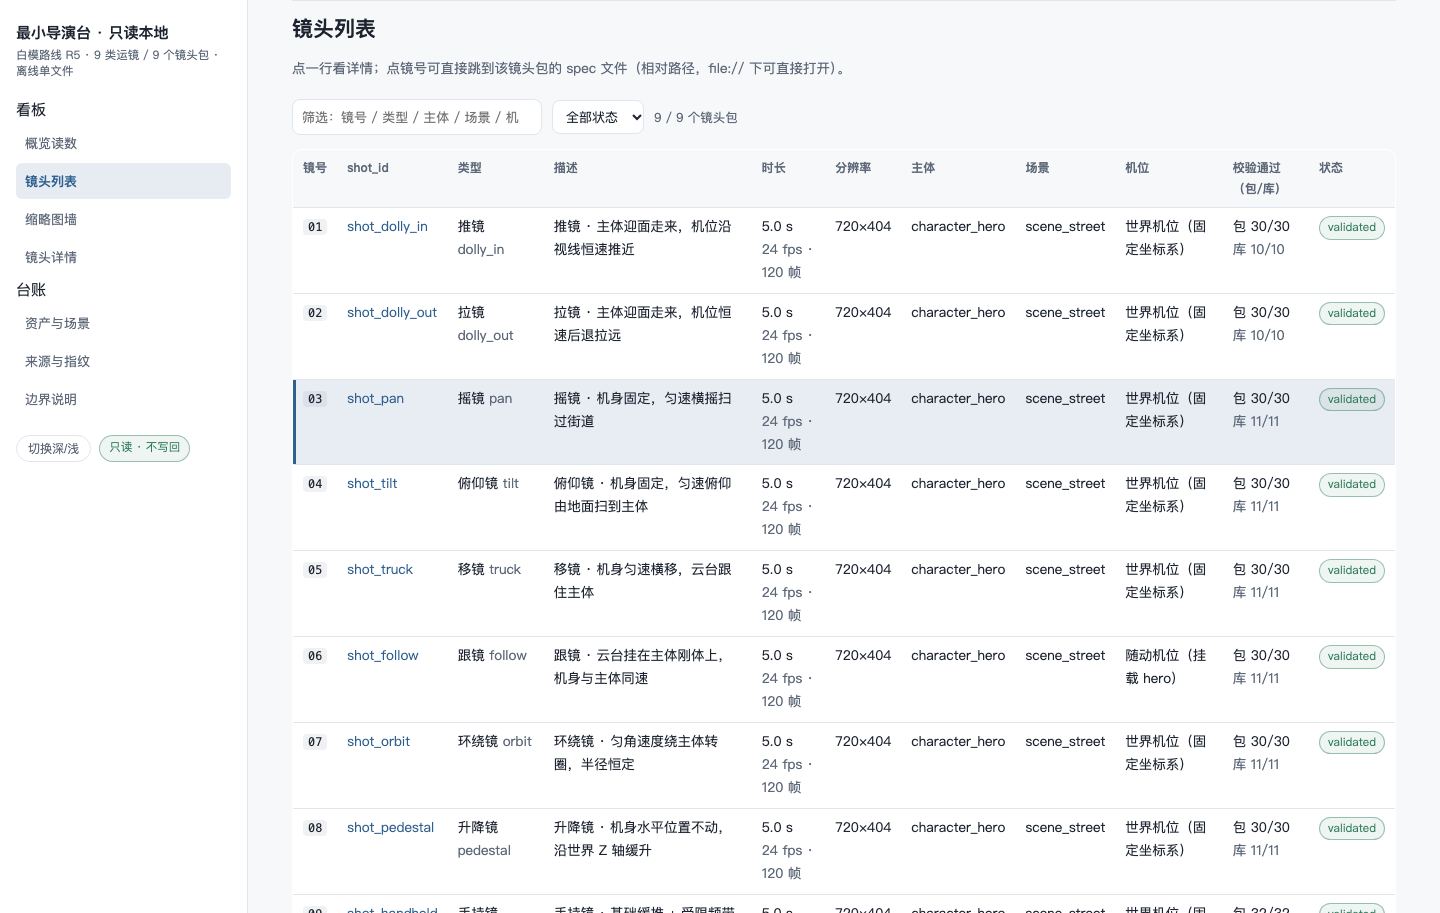 最小导演台 · 只读本地
白模路线 R5 · 9 类运镜 / 9 个镜头包 ·
离线单文件
看板
概览读数
镜头列表
缩略图墙
镜头详情
台账
资产与场景
来源与指纹
边界说明
切换深/浅
只读 · 不写回
镜头列表
点一行看详情；点镜号可直接跳到该镜头包的 spec 文件（相对路径，file:// 下可直接打开）。
筛选：镜号 / 类型 / 主体 / 场景 / 机
全部状态
9 / 9 个镜头包
镜号 shot_id 类型 描述 时长 分辨率 主体 场景 机位 校验通过 状态
（包/库）
01 shot_dolly_in 推镜 推镜 · 主体迎面走来，机位沿 5.0 s 720×404 character_hero scene_street 世界机位（固 包 30/30 validated
dolly_in 视线恒速推近 24 fps · 定坐标系） 库 10/10
120 帧
02 shot_dolly_out 拉镜 拉镜 · 主体迎面走来，机位恒 5.0 s 720×404 character_hero scene_street 世界机位（固 包 30/30 validated
dolly_out 速后退拉远 24 fps · 定坐标系） 库 10/10
120 帧
03 shot_pan 摇镜 pan 摇镜 · 机身固定，匀速横摇扫 5.0 s 720×404 character_hero scene_street 世界机位（固 包 30/30 validated
过街道 24 fps · 定坐标系） 库 11/11
120 帧
04 shot_tilt 俯仰镜 tilt 俯仰镜 · 机身固定，匀速俯仰 5.0 s 720×404 character_hero scene_street 世界机位（固 包 30/30 validated
由地面扫到主体 24 fps · 定坐标系） 库 11/11
120 帧
05 shot_truck 移镜 truck 移镜 · 机身匀速横移，云台跟 5.0 s 720×404 character_hero scene_street 世界机位（固 包 30/30 validated
住主体 24 fps · 定坐标系） 库 11/11
120 帧
06 shot_follow 跟镜 follow 跟镜 · 云台挂在主体刚体上， 5.0 s 720×404 character_hero scene_street 随动机位（挂 包 30/30 validated
机身与主体同速 24 fps · 载 hero） 库 11/11
120 帧
07 shot_orbit 环绕镜 orbit 环绕镜 · 匀角速度绕主体转 5.0 s 720×404 character_hero scene_street 世界机位（固 包 30/30 validated
圈，半径恒定 24 fps · 定坐标系） 库 11/11
120 帧
08 shot_pedestal 升降镜 升降镜 · 机身水平位置不动， 5.0 s 720×404 character_hero scene_street 世界机位（固 包 30/30 validated
pedestal 沿世界 Z 轴缓升 24 fps · 定坐标系） 库 11/11
120 帧